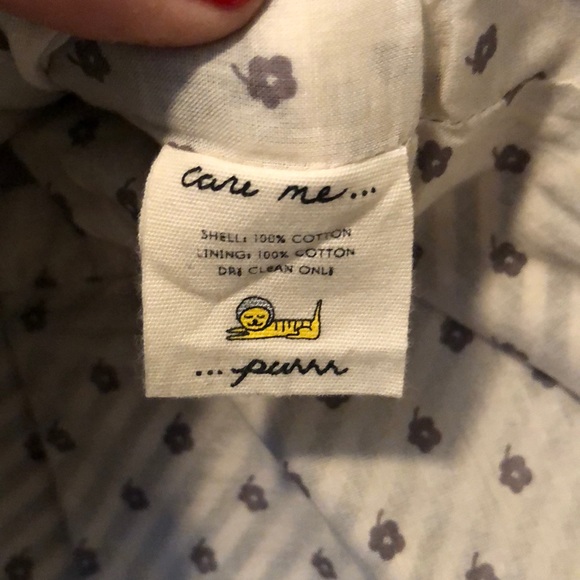 care me...
SHELL: 100% COTTON
LINING: 100% COTTON
DRY CLEAN ONLY
...purrr